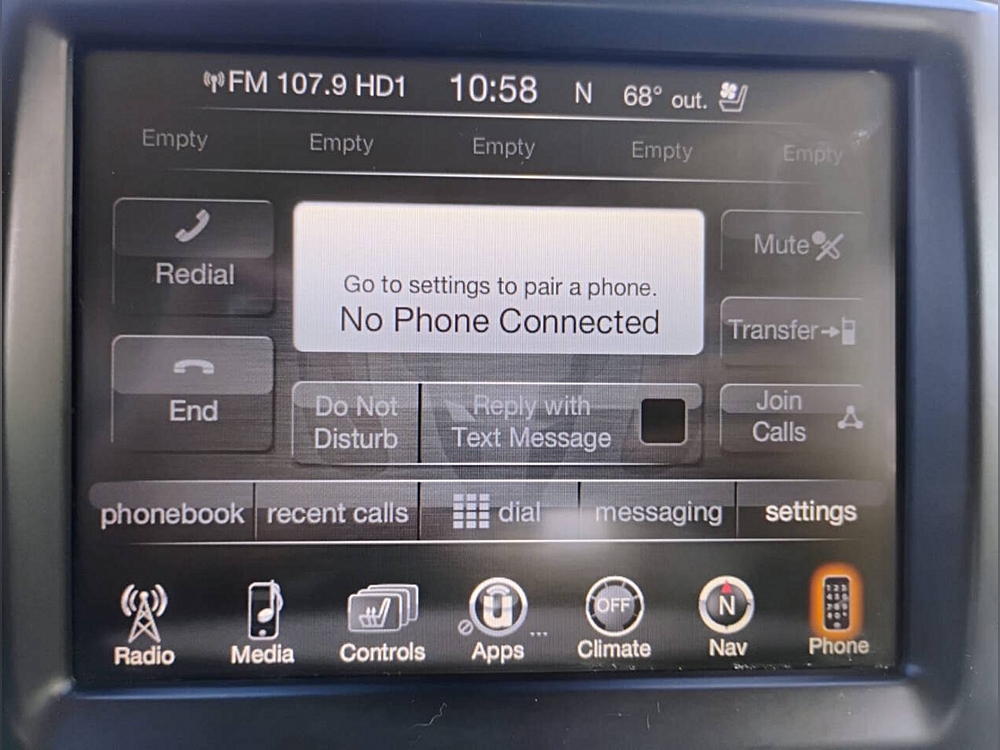 FM 107.9 HD1 10:58 N 68° out.
Empty Empty Empty Empty Empty
Redial
Go to settings to pair a phone.
No Phone Connected
Mute
Transfer
End
Do Not
Disturb
Reply with
Text Message
Join
Calls
phonebook recent calls dial messaging settings
OFF N
Radio Media Controls Apps Climate Nav Phone